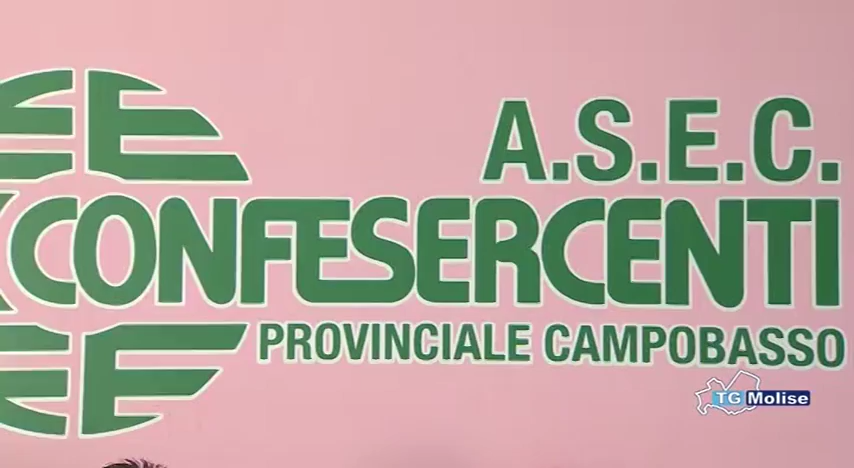 A.S.E.C.
CONFESERCENTI
PROVINCIALE CAMPOBASSO
TG Molise